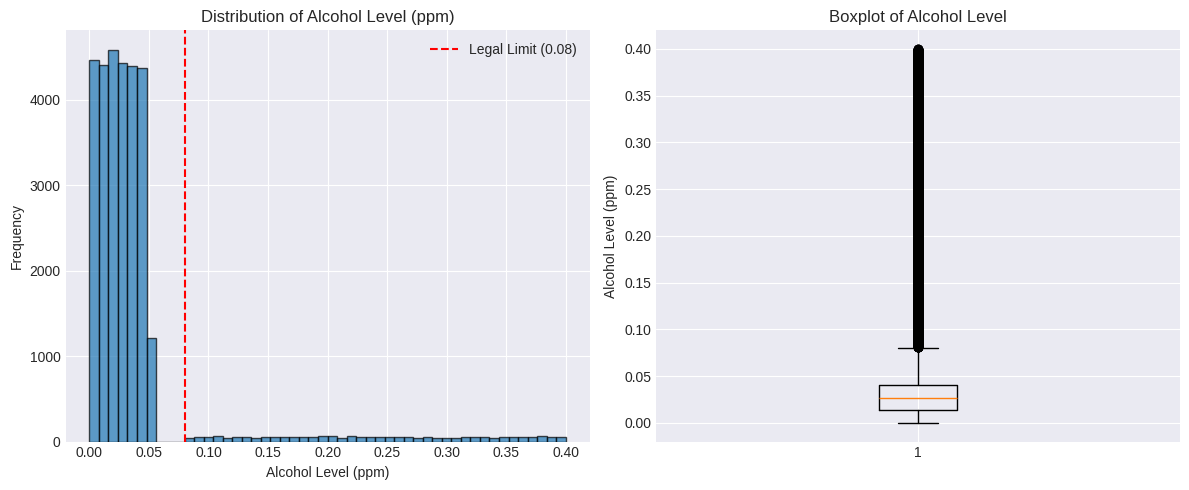 Distribution of Alcohol Level (ppm)
Legal Limit (0.08)
Frequency
4000
3000
2000
1000
0
0.00 0.05 0.10 0.15 0.20 0.25 0.30 0.35 0.40
Alcohol Level (ppm)
Boxplot of Alcohol Level
Alcohol Level (ppm)
0.40
0.35
0.30
0.25
0.20
0.15
0.10
0.05
0.00
1